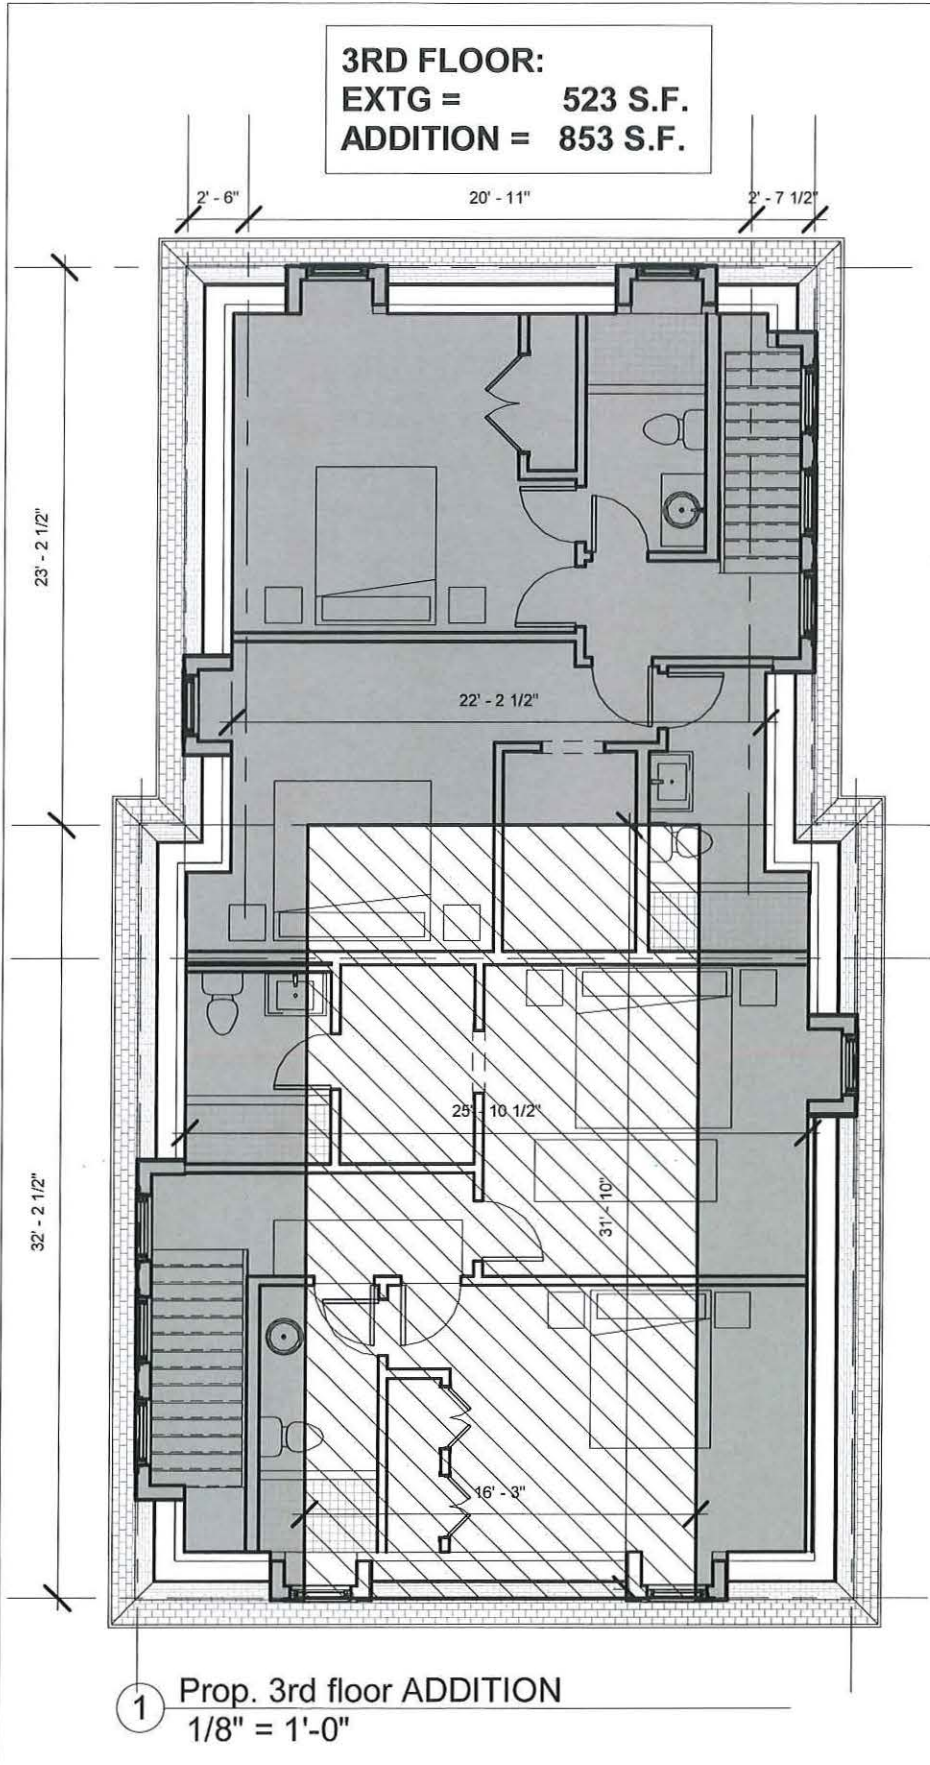 3RD FLOOR:
EXTG = 523 S.F.
ADDITION = 853 S.F.
2' - 6"
20' - 11"
2' - 7 1/2"
23' - 2 1/2"
22' - 2 1/2"
25' - 10 1/2"
32' - 2 1/2"
31' - 10"
16' - 3"
1
Prop. 3rd floor ADDITION
1/8" = 1'-0"